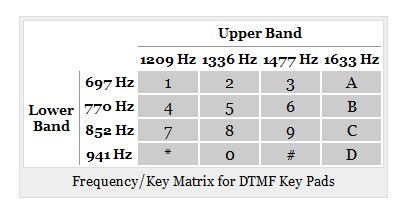 Upper Band
1209 Hz 1336 Hz 1477 Hz 1633 Hz
697 Hz 1 2 3 A
Lower Band
770 Hz 4 5 6 B
852 Hz 7 8 9 C
941 Hz * 0 # D
Frequency/Key Matrix for DTMF Key Pads